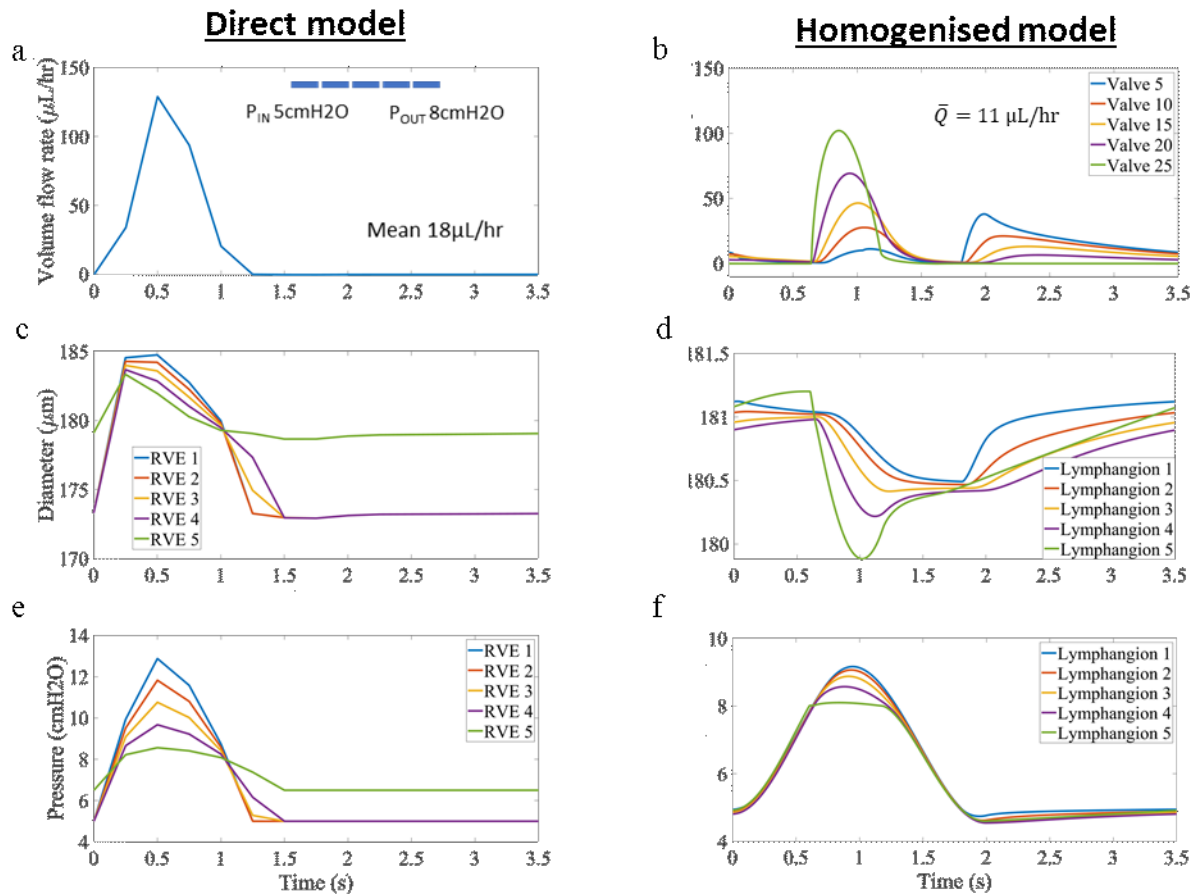 Direct model
Homogenised model
a
Volume flow rate (μL/hr)
150
100
50
0
P_IN 5cmH2O
P_OUT 8cmH2O
Mean 18μL/hr
0 0.5 1 1.5 2 2.5 3 3.5
b
150
100
50
0
Q̄ = 11 μL/hr
Valve 5
Valve 10
Valve 15
Valve 20
Valve 25
0 0.5 1 1.5 2 2.5 3 3.5
c
Diameter (μm)
185
180
175
170
RVE 1
RVE 2
RVE 3
RVE 4
RVE 5
0 0.5 1 1.5 2 2.5 3 3.5
d
181.5
181
180.5
180
Lymphangion 1
Lymphangion 2
Lymphangion 3
Lymphangion 4
Lymphangion 5
0 0.5 1 1.5 2 2.5 3 3.5
e
Pressure (cmH2O)
14
12
10
8
6
4
RVE 1
RVE 2
RVE 3
RVE 4
RVE 5
0 0.5 1 1.5 2 2.5 3 3.5
Time (s)
f
10
8
6
4
Lymphangion 1
Lymphangion 2
Lymphangion 3
Lymphangion 4
Lymphangion 5
0 0.5 1 1.5 2 2.5 3 3.5
Time (s)